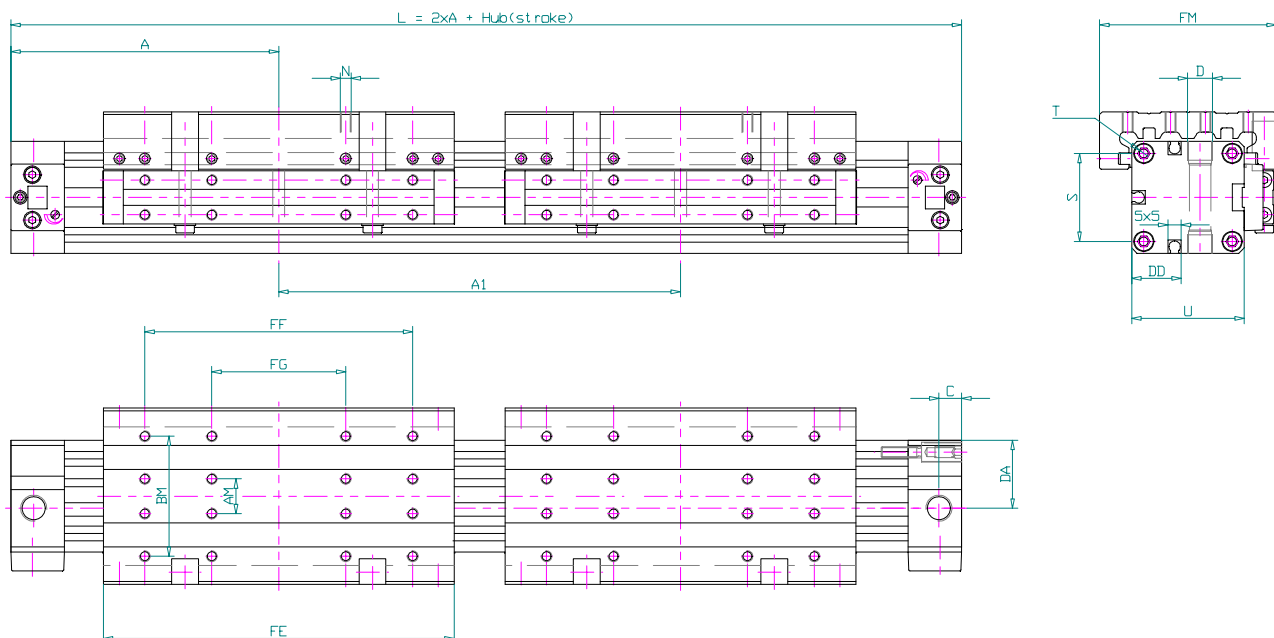 L = 2xA + Hub(stroke)
FM
A
N
D
T
S
5x5
DD
U
A1
FF
FG
C
BM
AM
DA
FE